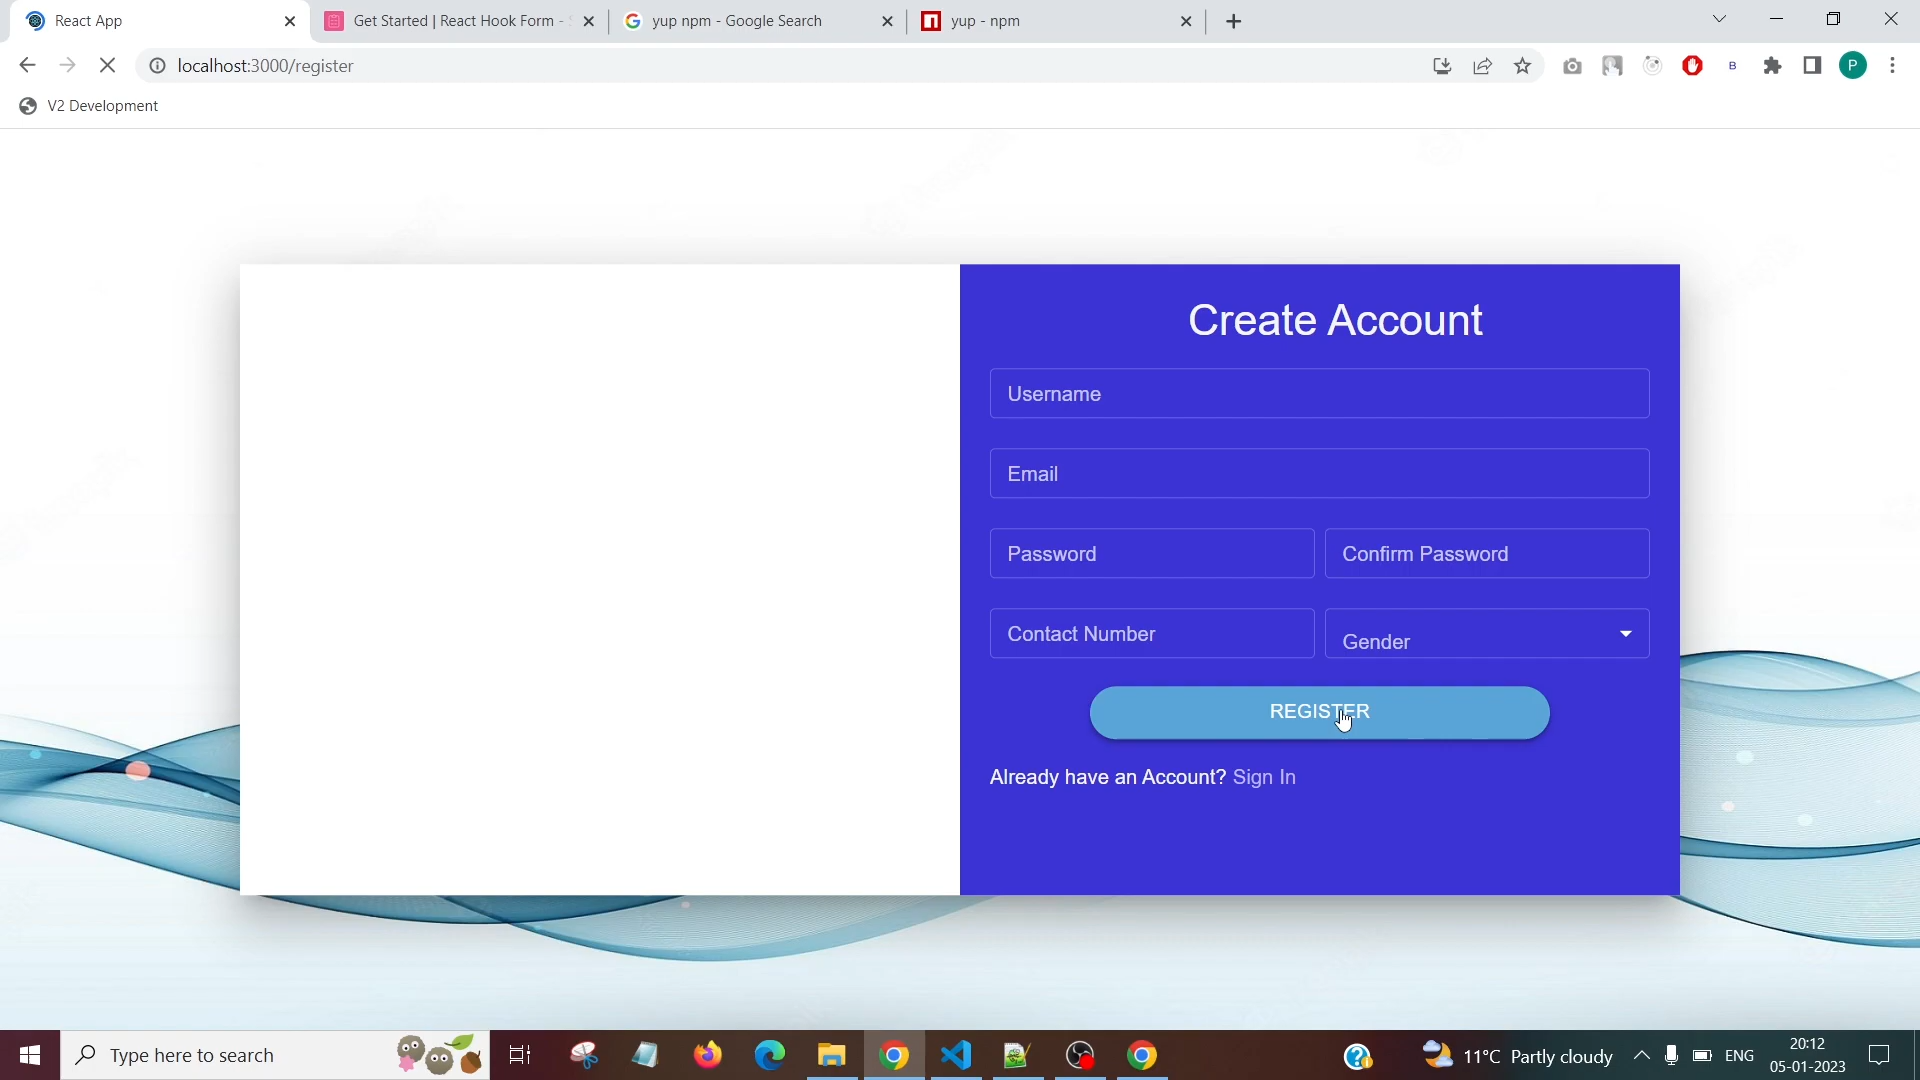 React App
Get Started | React Hook Form -
yup npm - Google Search
yup - npm
localhost:3000/register
B
P
V2 Development
Create Account
Username
Email
Password
Confirm Password
Contact Number
Gender
REGISTER
Already have an Account? Sign In
Type here to search
11°C Partly cloudy
ENG
20:12
05-01-2023